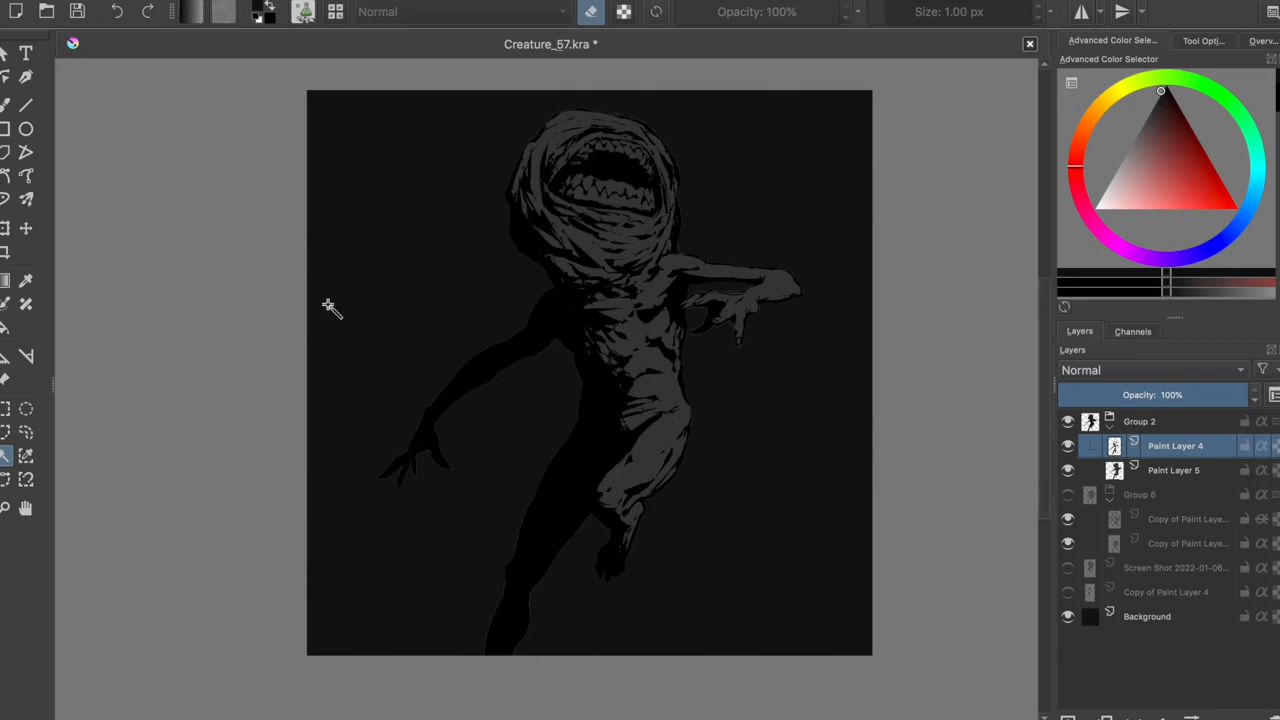 Normal
Opacity: 100%
Size: 1.00 px
Creature_57.kra *
Advanced Color Sele...
Tool Opti...
Overv...
Advanced Color Selector
Layers
Channels
Layers
Normal
Opacity: 100%
Group 2
Paint Layer 4
Paint Layer 5
Group 6
Copy of Paint Laye...
Copy of Paint Laye...
Screen Shot 2022-01-06...
Copy of Paint Layer 4
Background